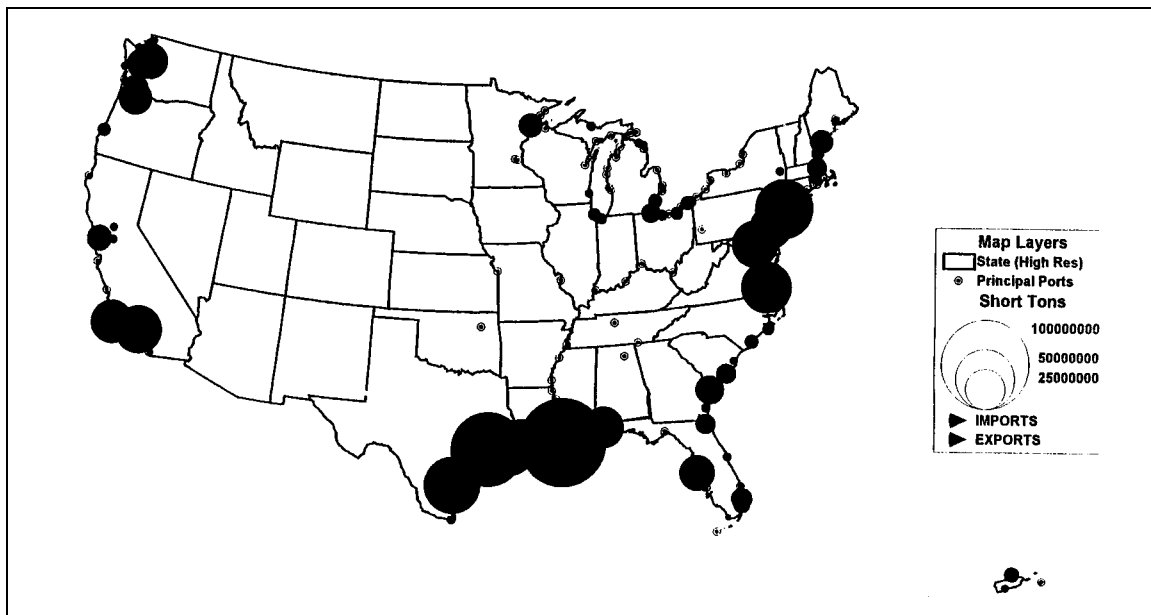 Map Layers
State (High Res)
Principal Ports
Short Tons
100000000
50000000
25000000
IMPORTS
EXPORTS